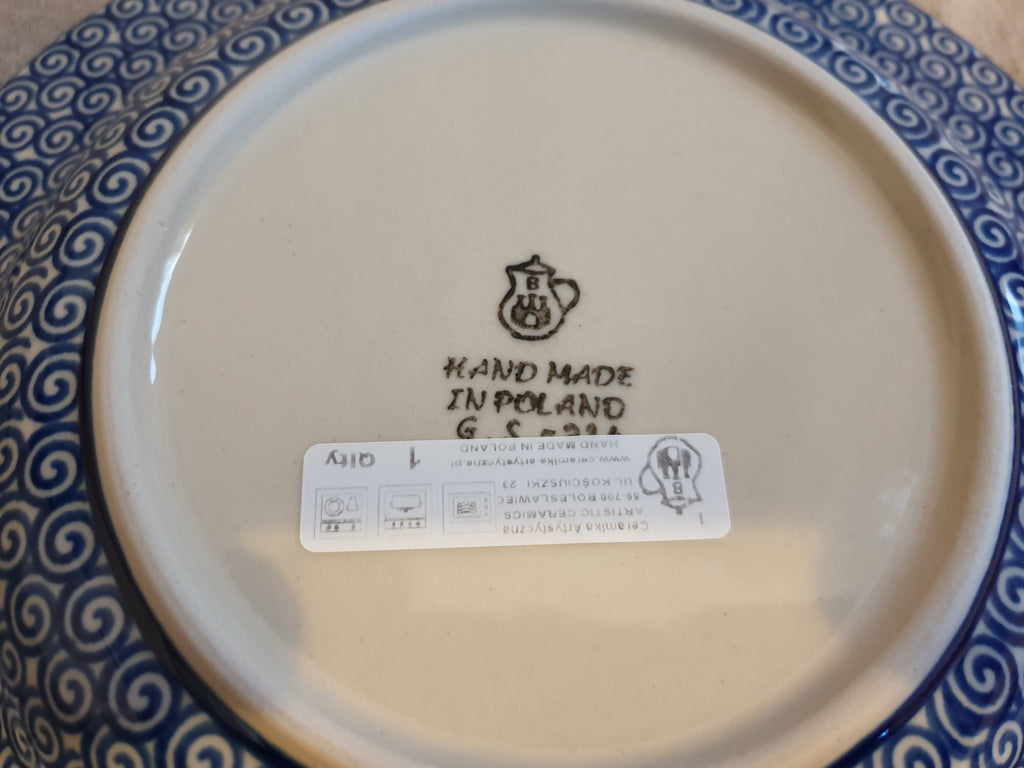 B
HAND MADE
IN POLAND
G. S.
I
B
Ceramika Artystyczna
ARTISTIC CERAMICS
59-700 BOLESLAWIEC
UL. KOŚCIUSZKI 23
www.ceramika.artystyczna.pl
HAND MADE IN POLAND
1 Qlty